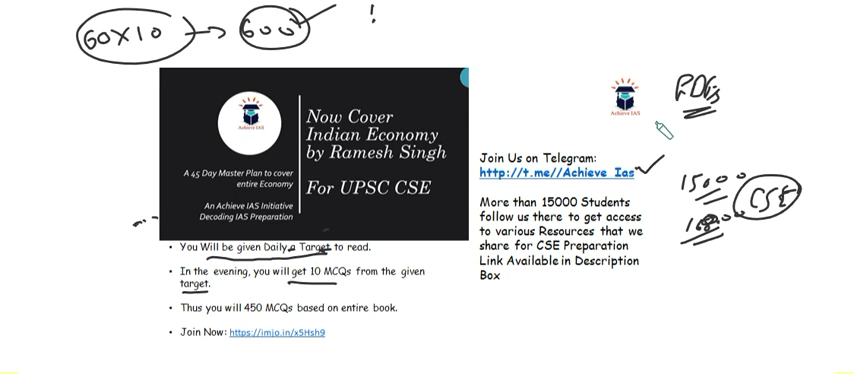 60X10 → 600
!
Achieve IAS
Now Cover
Indian Economy
by Ramesh Singh
For UPSC CSE
A 45 Day Master Plan to cover
entire Economy
An Achieve IAS Initiative
Decoding IAS Preparation
• You Will be given Daily a Target to read.
• In the evening, you will get 10 MCQs from the given
target.
• Thus you will 450 MCQs based on entire book.
• Join Now: https://imjo.in/x5Hsh9
Achieve IAS
Join Us on Telegram:
http://t.me//Achieve_Ias
More than 15000 Students
follow us there to get access
to various Resources that we
share for CSE Preparation
Link Available in Description
Box
15000
CSE